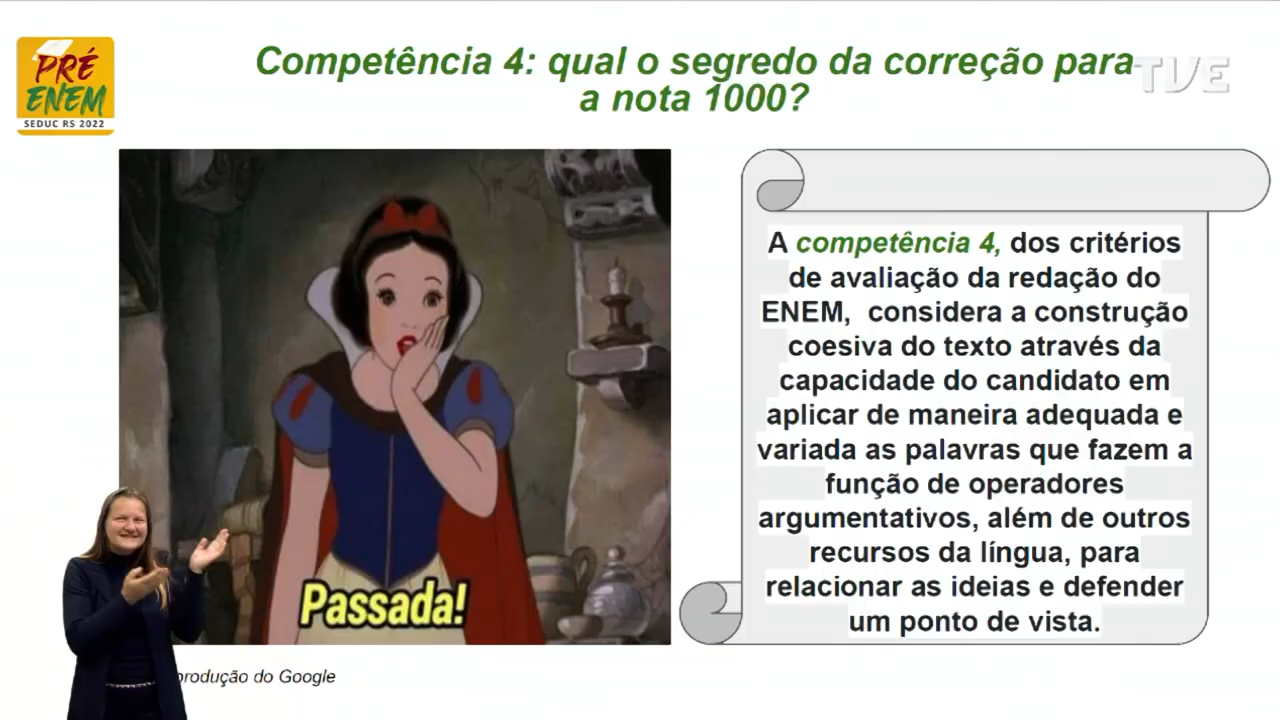 PRÉ
ENEM
SEDUC RS 2022
Competência 4: qual o segredo da correção para
a nota 1000?
TVE
Passada!
A competência 4, dos critérios
de avaliação da redação do
ENEM, considera a construção
coesiva do texto através da
capacidade do candidato em
aplicar de maneira adequada e
variada as palavras que fazem a
função de operadores
argumentativos, além de outros
recursos da língua, para
relacionar as ideias e defender
um ponto de vista.
produção do Google